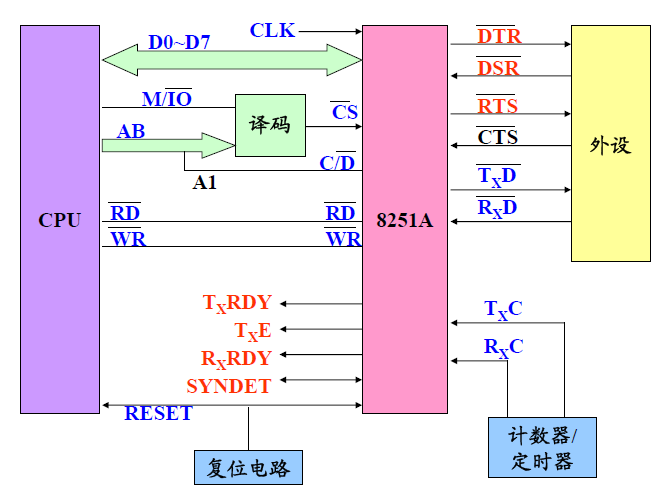 CLK
D0~D7
DTR
DSR
M/IO
译码
CS
RTS
AB
CTS
外设
C/D
A1
TXD
CPU
RD
RD
8251A
RXD
WR
WR
TXRDY
TXC
TXE
RXRDY
RXC
SYNDET
RESET
计数器/
定时器
复位电路